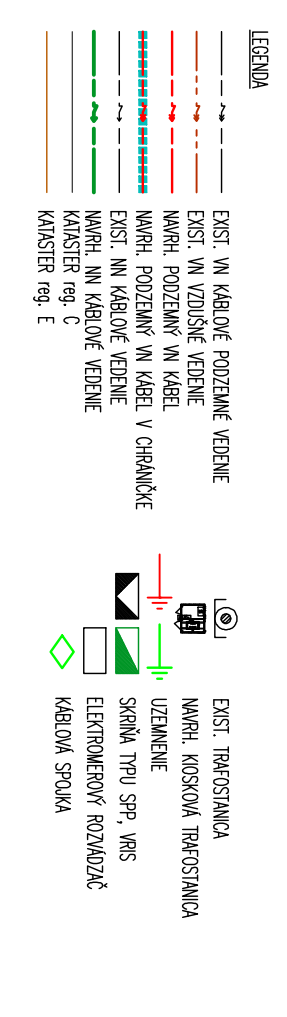 LEGENDA
EXIST. VN KÁBLOVÉ PODZEMNÉ VEDENIE
EXIST. VN VZDUŠNÉ VEDENIE
NAVRH. PODZEMNÝ VN KÁBEL
NAVRH. PODZEMNÝ VN KÁBEL V CHRÁNIČKE
EXIST. NN KÁBLOVÉ VEDENIE
NAVRH. NN KÁBLOVÉ VEDENIE
KATASTER reg. C
KATASTER reg. E
EXIST. TRAFOSTANICA
NAVRH. KIOSKOVÁ TRAFOSTANICA
UZEMNENIE
SKRIŇA TYPU SPP, VRIS
ELEKTROMEROVÝ ROZVÁDZAČ
KÁBLOVÁ SPOJKA